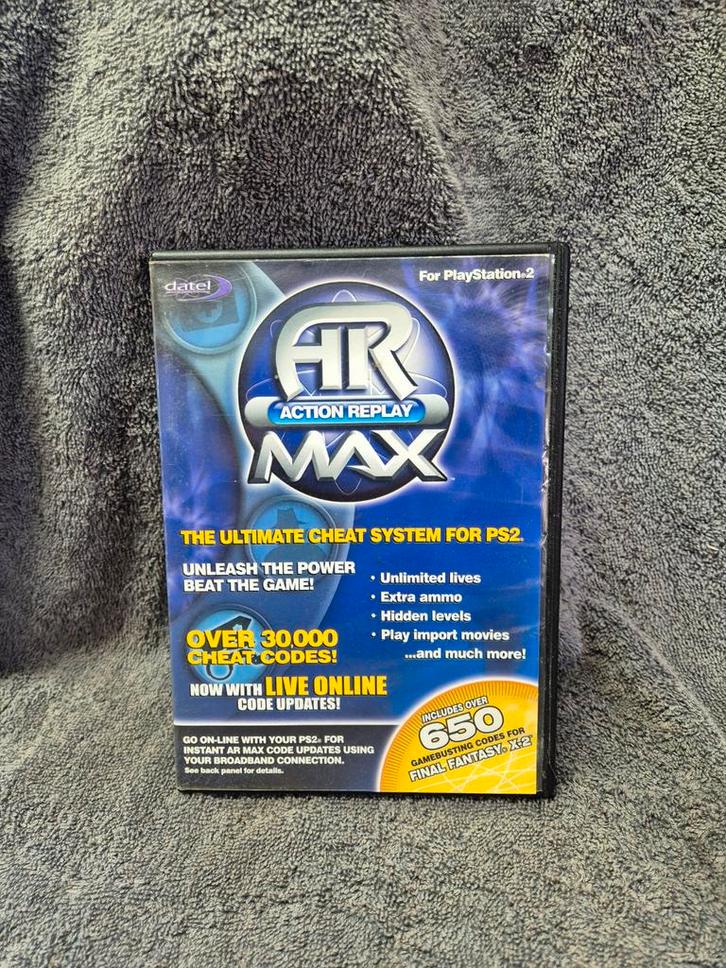 datel
For PlayStation®2
AR
ACTION REPLAY
MAX
THE ULTIMATE CHEAT SYSTEM FOR PS2®
UNLEASH THE POWER
BEAT THE GAME!
• Unlimited lives
• Extra ammo
• Hidden levels
• Play import movies
...and much more!
OVER 30,000
CHEAT CODES!
NOW WITH LIVE ONLINE
CODE UPDATES!
GO ON-LINE WITH YOUR PS2® FOR
INSTANT AR MAX CODE UPDATES USING
YOUR BROADBAND CONNECTION.
See back panel for details.
INCLUDES OVER
650
GAMEBUSTING CODES FOR
FINAL FANTASY® X-2™